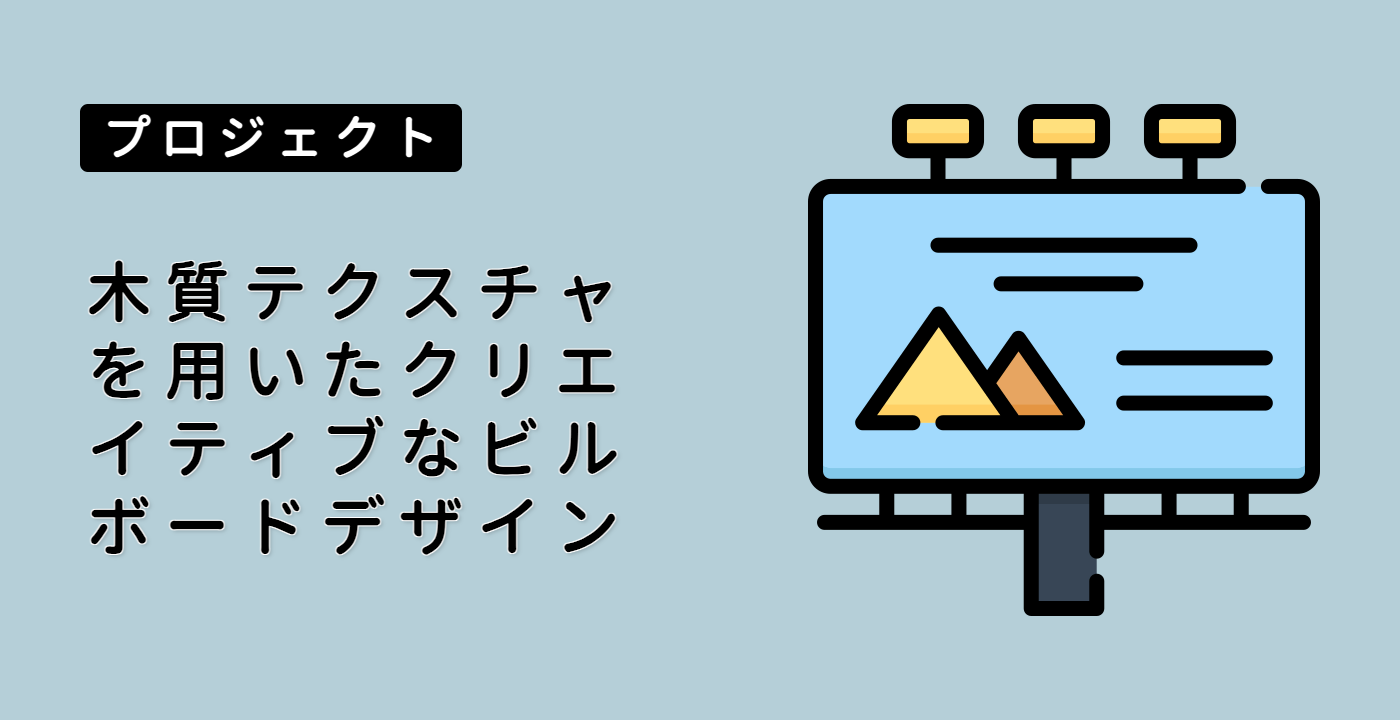 プロジェクト
木質テクスチャ
を用いたクリエ
イティブなビル
ボードデザイン